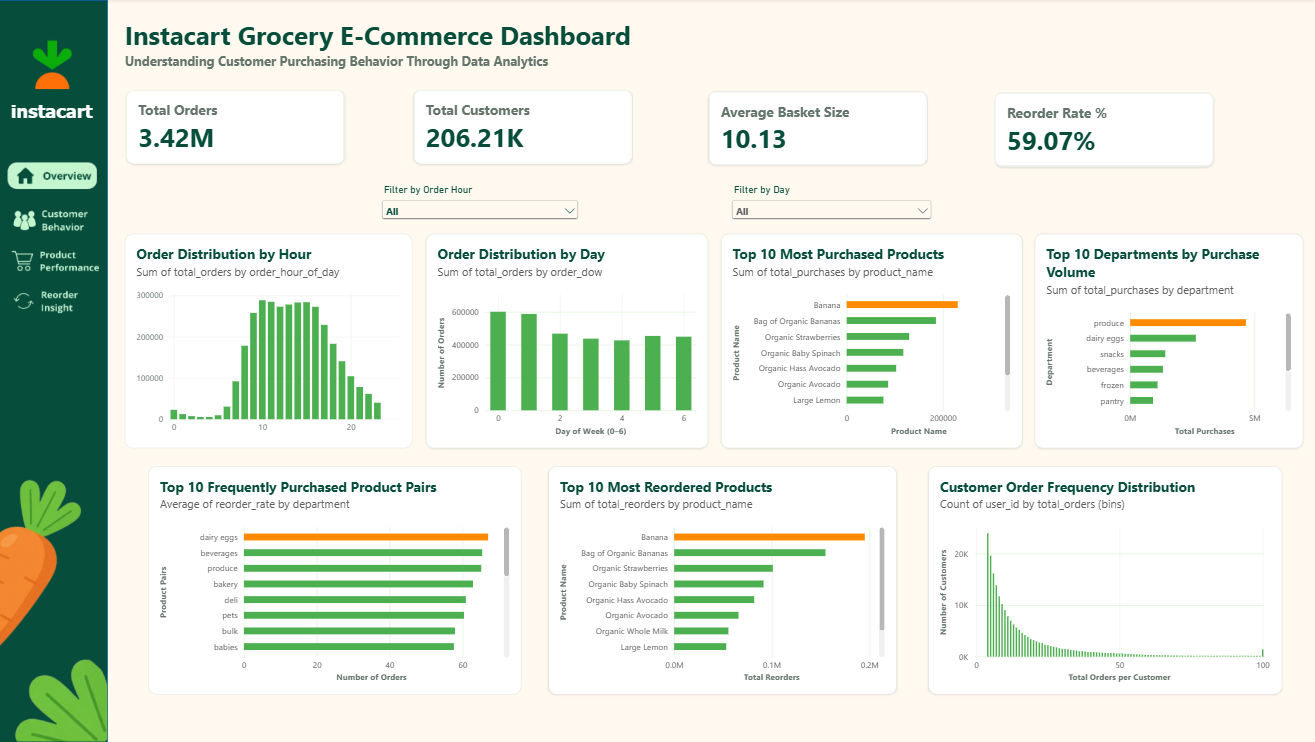 instacart
Overview
Customer
Behavior
Product
Performance
Reorder
Insight
Instacart Grocery E-Commerce Dashboard
Understanding Customer Purchasing Behavior Through Data Analytics
Total Orders
3.42M
Total Customers
206.21K
Average Basket Size
10.13
Reorder Rate %
59.07%
Filter by Order Hour
All
Filter by Day
All
Order Distribution by Hour
Sum of total_orders by order_hour_of_day
300000
200000
100000
0
0 10 20
Order Distribution by Day
Sum of total_orders by order_dow
Number of Orders
600000
400000
200000
0
0 2 4 6
Day of Week (0–6)
Top 10 Most Purchased Products
Sum of total_purchases by product_name
Product Name
Banana
Bag of Organic Bananas
Organic Strawberries
Organic Baby Spinach
Organic Hass Avocado
Organic Avocado
Large Lemon
0 200000
Product Name
Top 10 Departments by Purchase
Volume
Sum of total_purchases by department
Department
produce
dairy eggs
snacks
beverages
frozen
pantry
0M 5M
Total Purchases
Top 10 Frequently Purchased Product Pairs
Average of reorder_rate by department
Product Pairs
dairy eggs
beverages
produce
bakery
deli
pets
bulk
babies
0 20 40 60
Number of Orders
Top 10 Most Reordered Products
Sum of total_reorders by product_name
Product Name
Banana
Bag of Organic Bananas
Organic Strawberries
Organic Baby Spinach
Organic Hass Avocado
Organic Avocado
Organic Whole Milk
Large Lemon
0.0M 0.1M 0.2M
Total Reorders
Customer Order Frequency Distribution
Count of user_id by total_orders (bins)
Number of Customers
20K
10K
0K
0 50 100
Total Orders per Customer